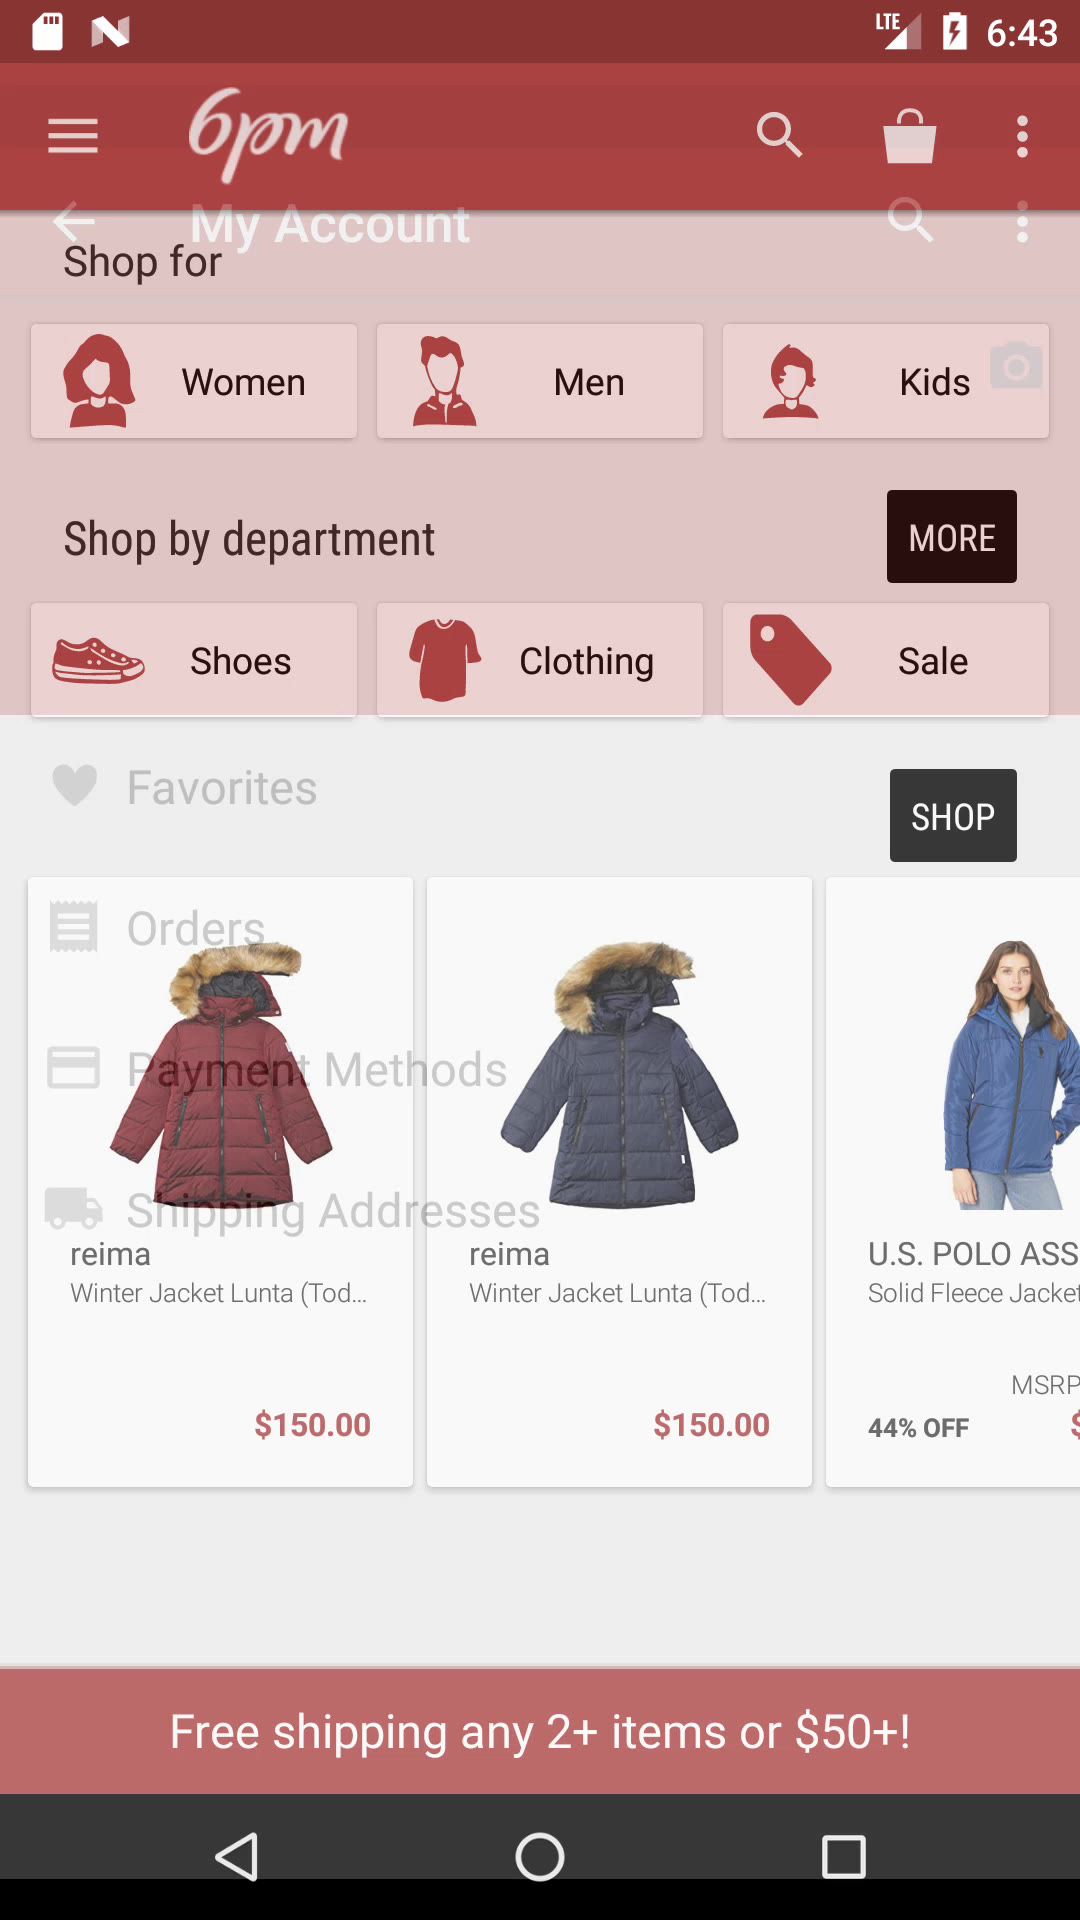 LTE 6:43
6pm
My Account
Shop for
Women Men Kids
Shop by department MORE
Shoes Clothing Sale
Favorites SHOP
Orders
Payment Methods
Shipping Addresses
reima reima U.S. POLO ASS
Winter Jacket Lunta (Tod... Winter Jacket Lunta (Tod... Solid Fleece Jacket
MSRP
$150.00 $150.00 44% OFF $
Free shipping any 2+ items or $50+!